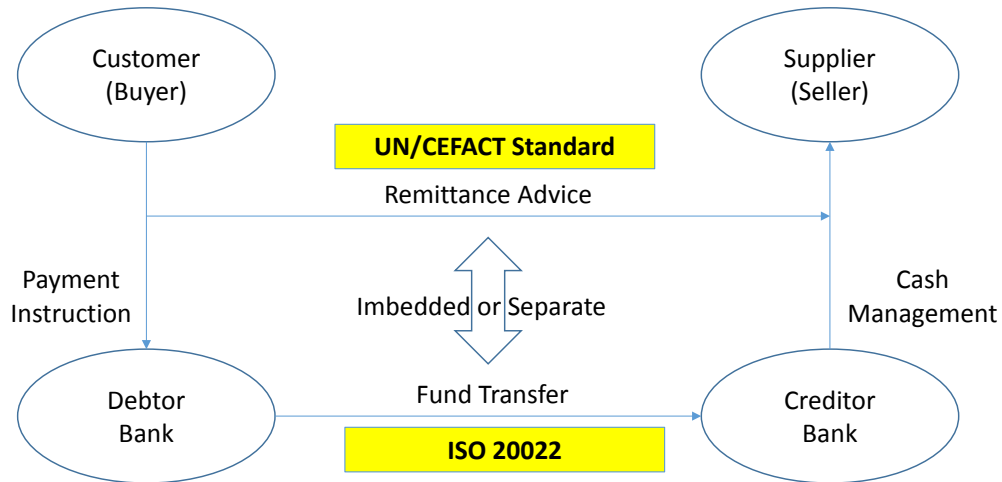 Customer
(Buyer)
Supplier
(Seller)
UN/CEFACT Standard
Remittance Advice
Payment
Instruction
Imbedded or Separate
Cash
Management
Debtor
Bank
Fund Transfer
Creditor
Bank
ISO 20022